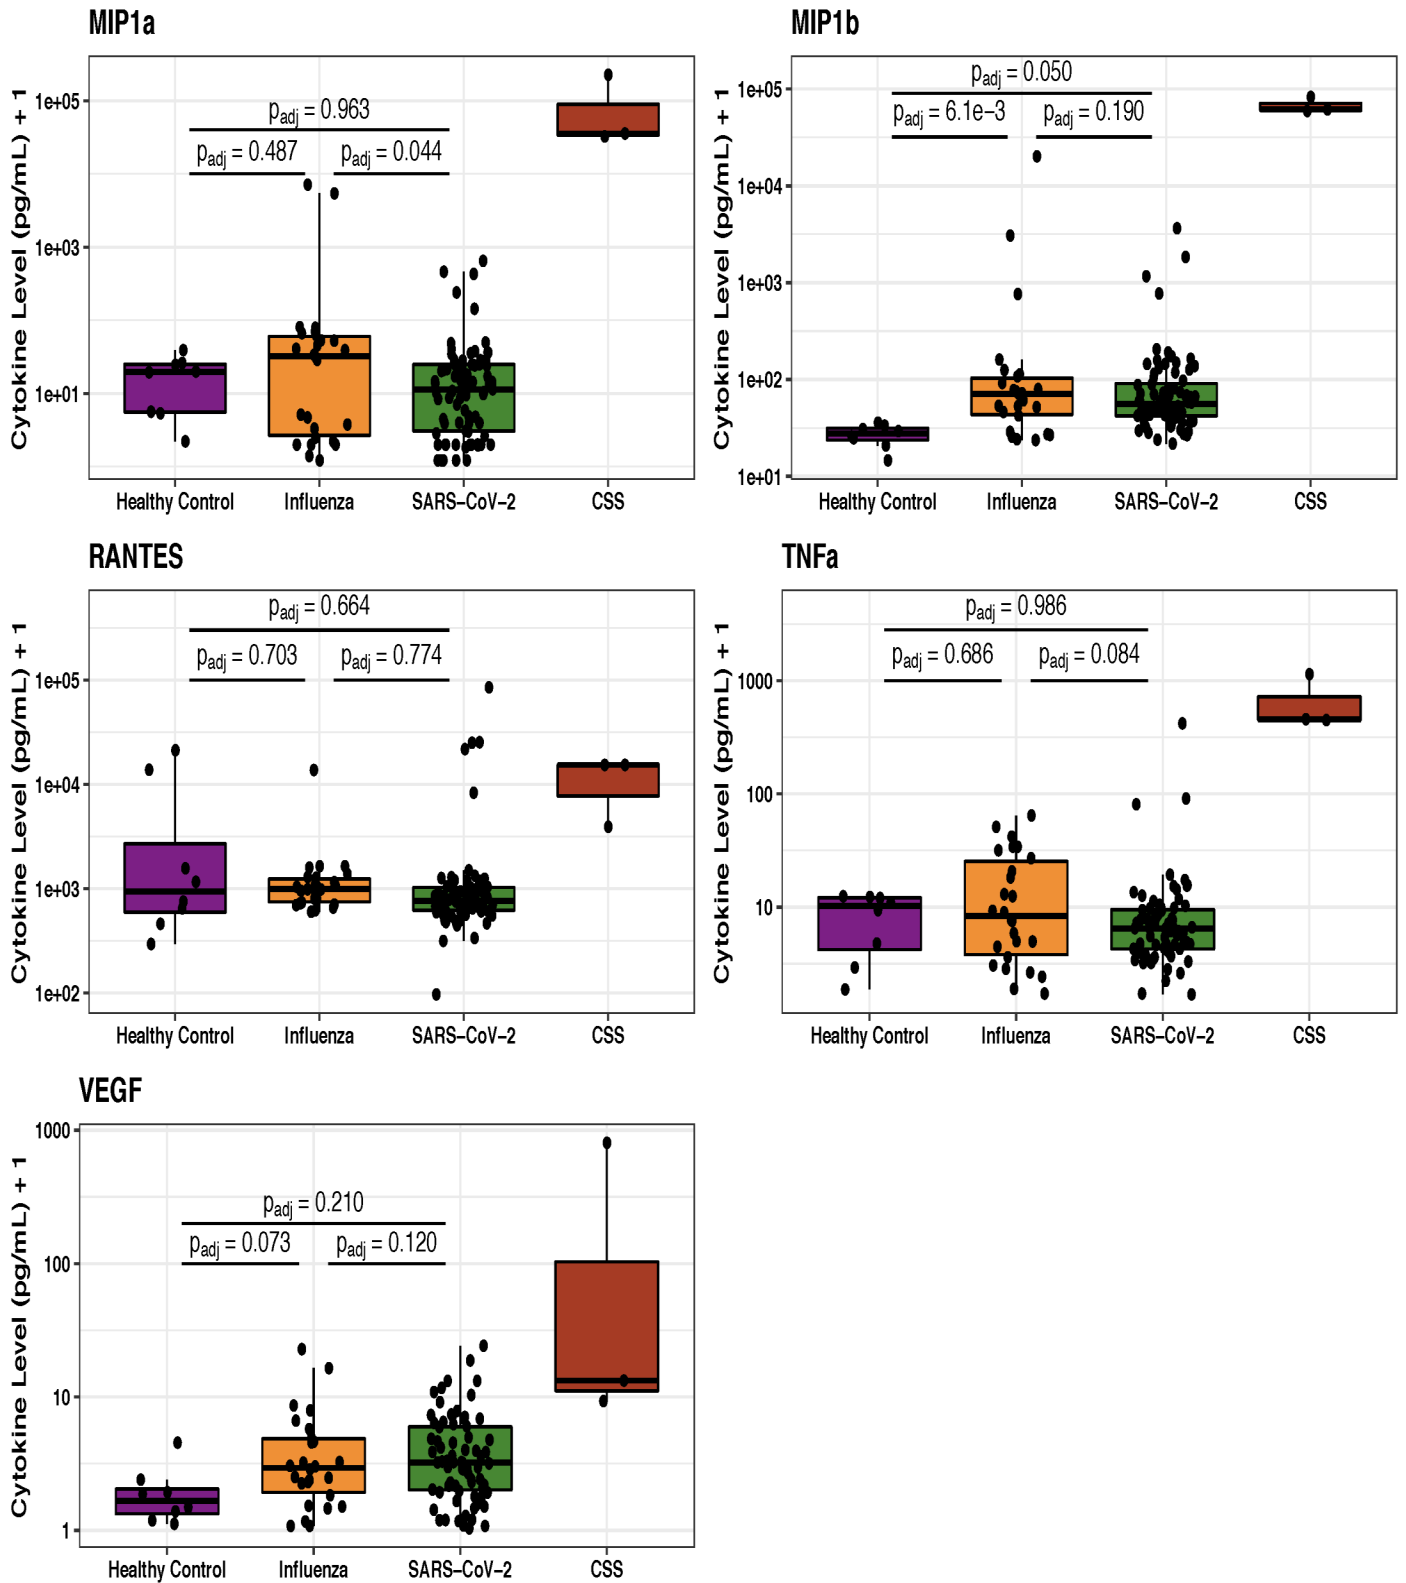 MIP1a
Cytokine Level (pg/mL) + 1
1e+05
1e+03
1e+01
padj = 0.963
padj = 0.487
padj = 0.044
Healthy Control
Influenza
SARS−CoV−2
CSS
MIP1b
Cytokine Level (pg/mL) + 1
1e+05
1e+04
1e+03
1e+02
1e+01
padj = 0.050
padj = 6.1e−3
padj = 0.190
Healthy Control
Influenza
SARS−CoV−2
CSS
RANTES
Cytokine Level (pg/mL) + 1
1e+05
1e+04
1e+03
1e+02
padj = 0.664
padj = 0.703
padj = 0.774
Healthy Control
Influenza
SARS−CoV−2
CSS
TNFa
Cytokine Level (pg/mL) + 1
1000
100
10
padj = 0.986
padj = 0.686
padj = 0.084
Healthy Control
Influenza
SARS−CoV−2
CSS
VEGF
Cytokine Level (pg/mL) + 1
1000
100
10
1
padj = 0.210
padj = 0.073
padj = 0.120
Healthy Control
Influenza
SARS−CoV−2
CSS